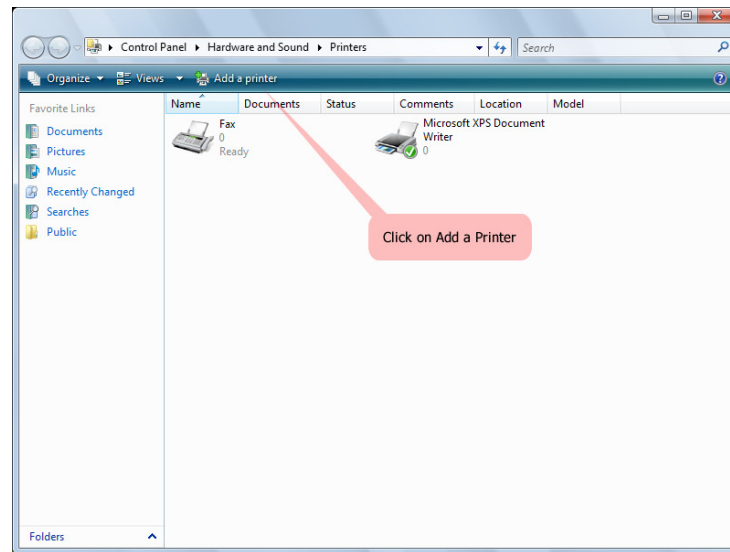 Control Panel Hardware and Sound Printers Search
Organize Views Add a printer
Favorite Links
Documents
Pictures
Music
Recently Changed
Searches
Public
Folders
Name Documents Status Comments Location Model
Fax
0
Ready
Microsoft XPS Document
Writer
0
Click on Add a Printer